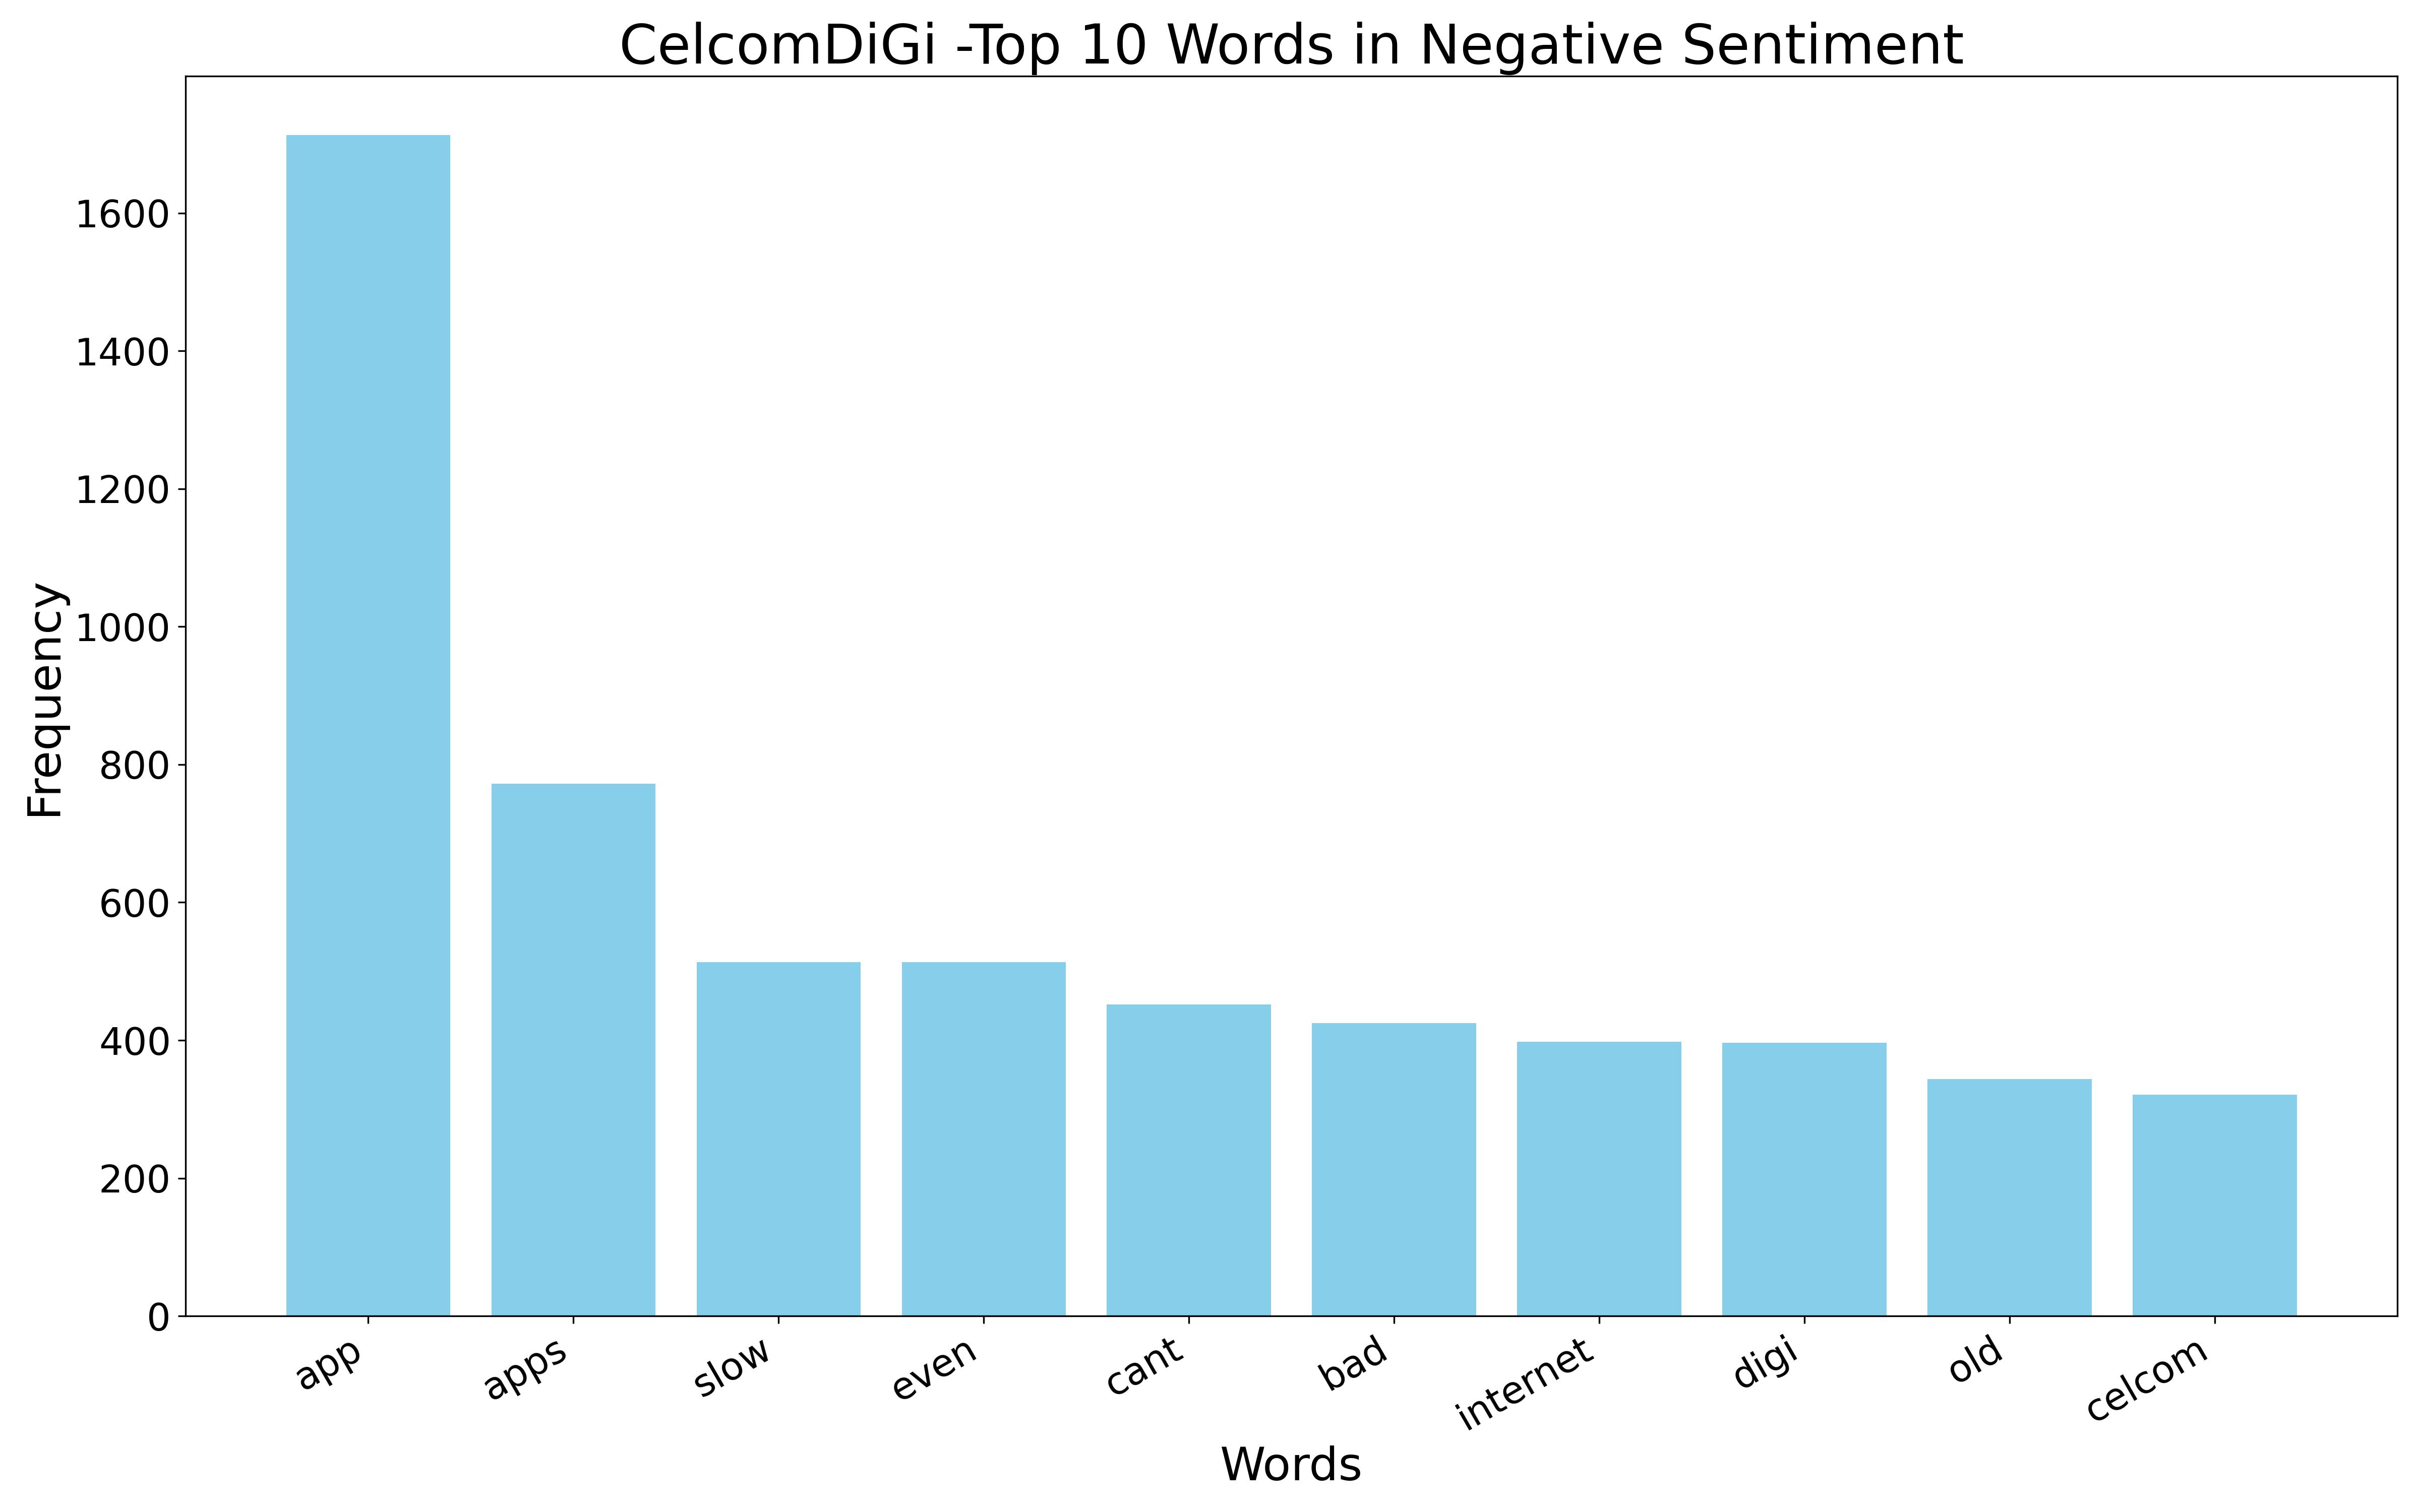 CelcomDiGi -Top 10 Words in Negative Sentiment
Frequency
1600
1400
1200
1000
800
600
400
200
0
app
apps
slow
even
cant
bad
internet
digi
old
celcom
Words